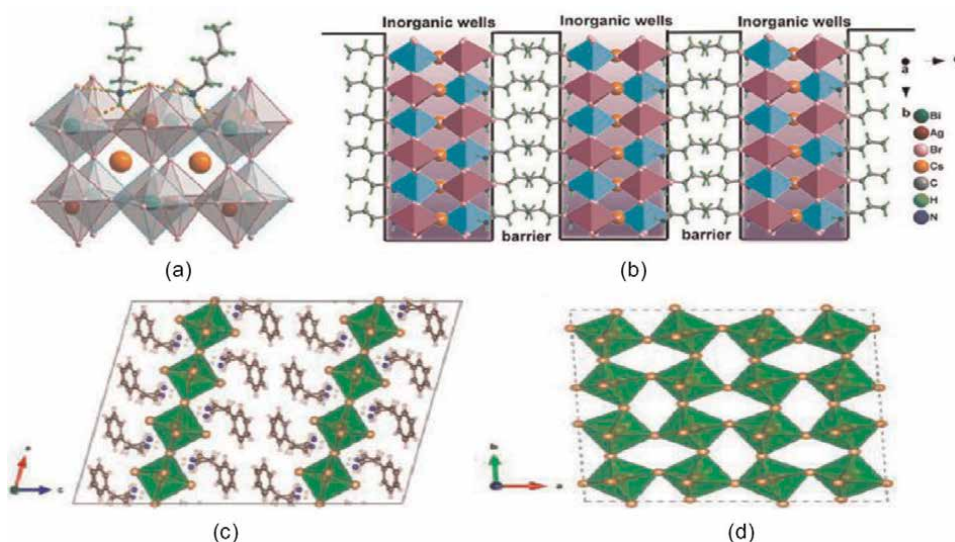 Inorganic wells Inorganic wells Inorganic wells
a
c
b
Bi
Ag
Br
Cs
C
H
N
barrier barrier
(a) (b)
a
c
b
a
(c) (d)